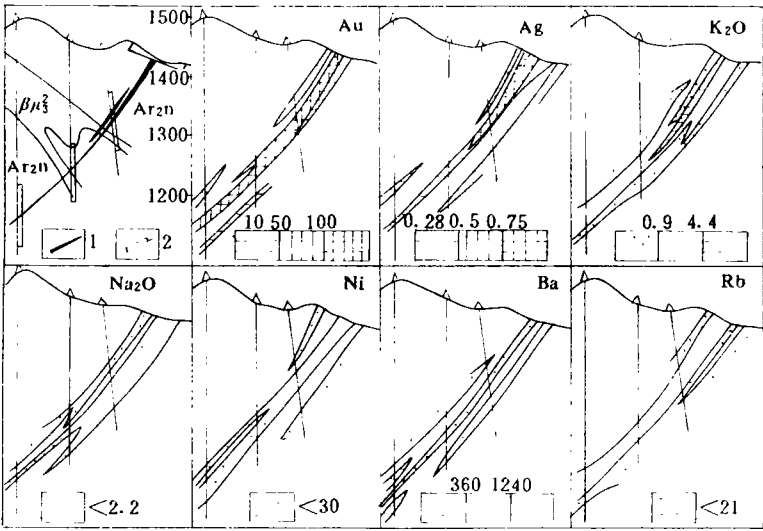 1500
Au
Ag
K₂O
1400
βμ₃²
Ar₂n
1300
Ar₂n
1200
1
2
10 50 100
0.28 0.5 0.75
0.9 4.4
Na₂O
Ni
Ba
Rb
<2.2
<30
360 1240
<21